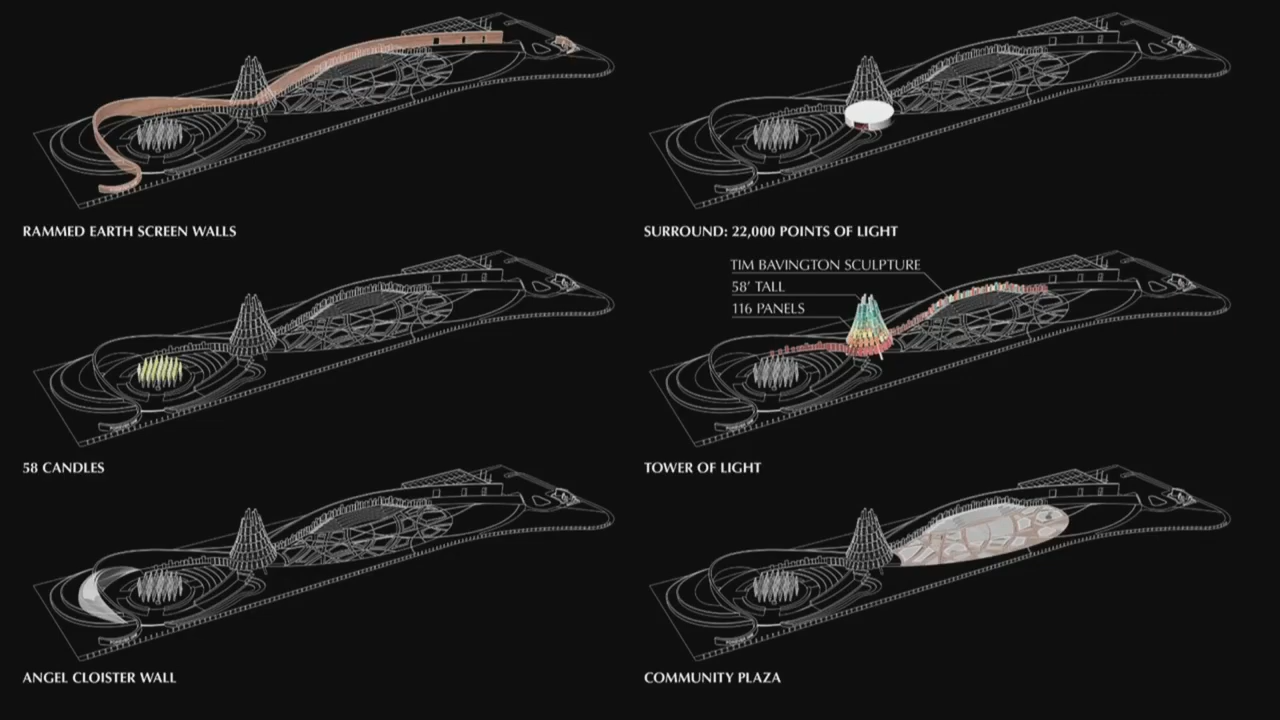 RAMMED EARTH SCREEN WALLS
SURROUND: 22,000 POINTS OF LIGHT
TIM BAVINGTON SCULPTURE
58’ TALL
116 PANELS
58 CANDLES
TOWER OF LIGHT
ANGEL CLOISTER WALL
COMMUNITY PLAZA